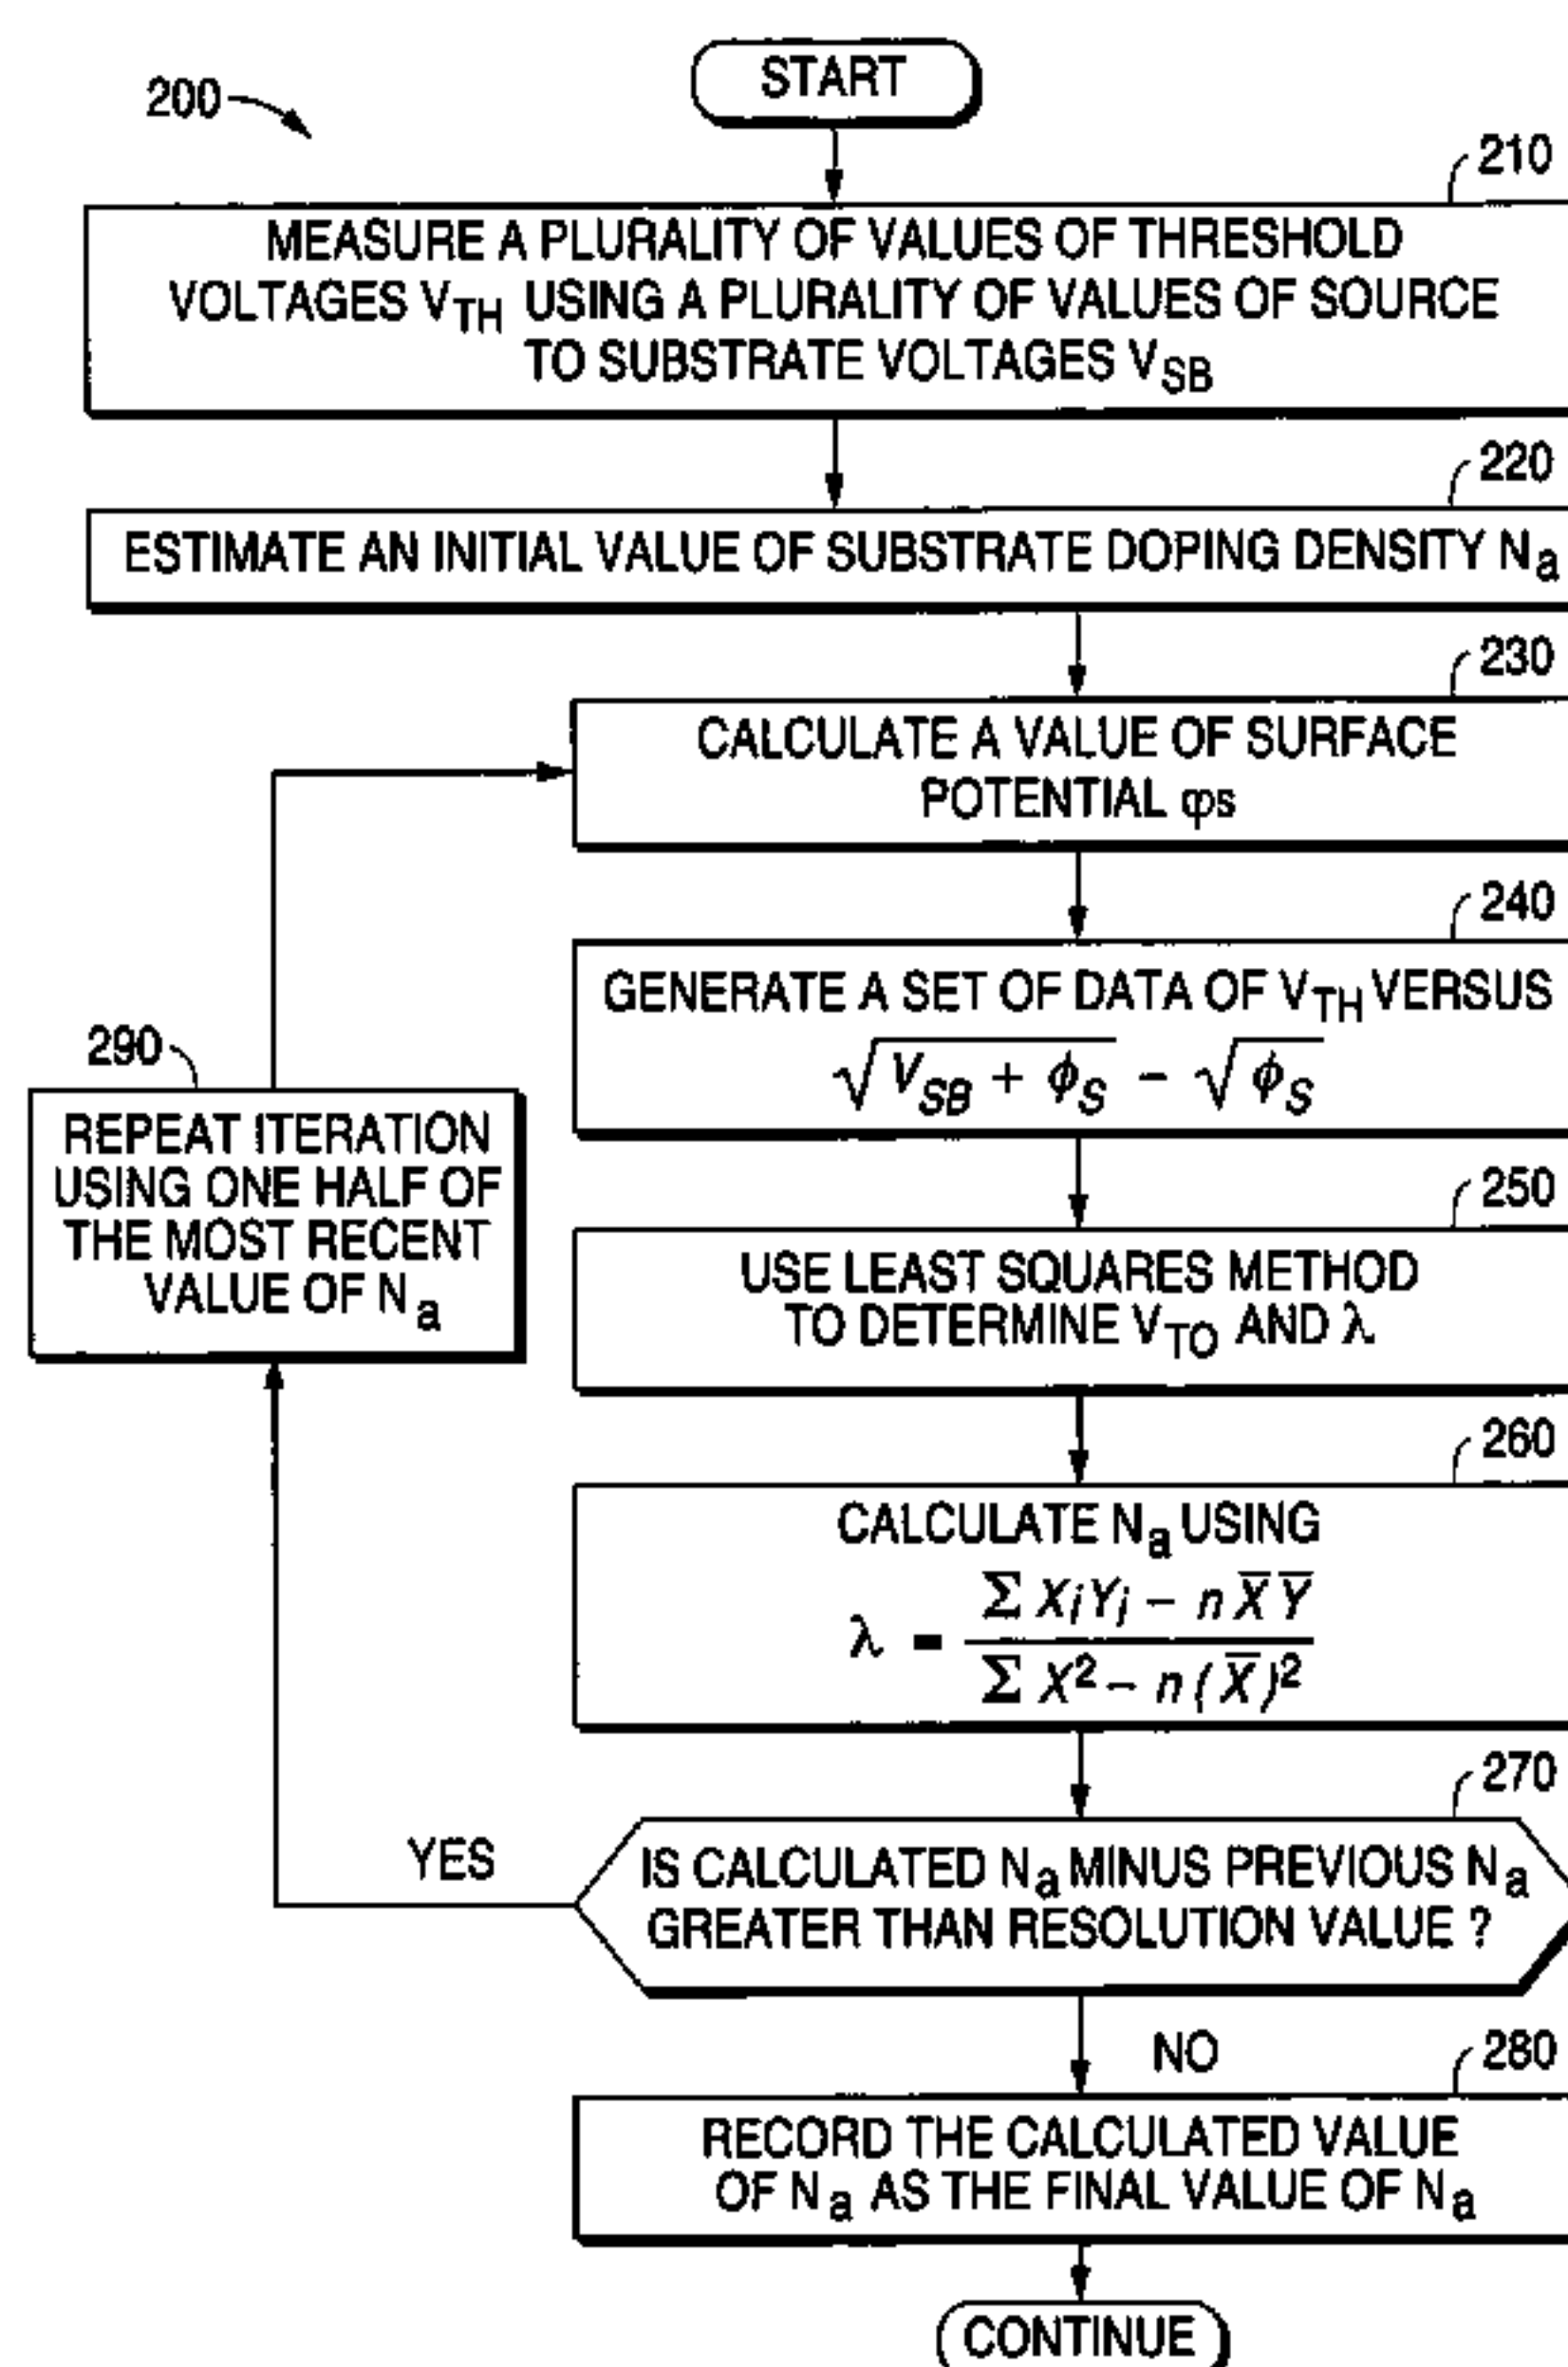 START
200
210
MEASURE A PLURALITY OF VALUES OF THRESHOLD
VOLTAGES V_TH USING A PLURALITY OF VALUES OF SOURCE
TO SUBSTRATE VOLTAGES V_SB
220
ESTIMATE AN INITIAL VALUE OF SUBSTRATE DOPING DENSITY N_a
230
CALCULATE A VALUE OF SURFACE
POTENTIAL φs
240
GENERATE A SET OF DATA OF V_TH VERSUS
√(V_SB + ϕ_S) – √(ϕ_S)
290
REPEAT ITERATION
USING ONE HALF OF
THE MOST RECENT
VALUE OF N_a
250
USE LEAST SQUARES METHOD
TO DETERMINE V_TO AND λ
260
CALCULATE N_a USING
λ = (Σ X_i Y_j – n X̅ Y̅) / (Σ X² – n (X̅)²)
270
YES
IS CALCULATED N_a MINUS PREVIOUS N_a
GREATER THAN RESOLUTION VALUE ?
NO
280
RECORD THE CALCULATED VALUE
OF N_a AS THE FINAL VALUE OF N_a
CONTINUE